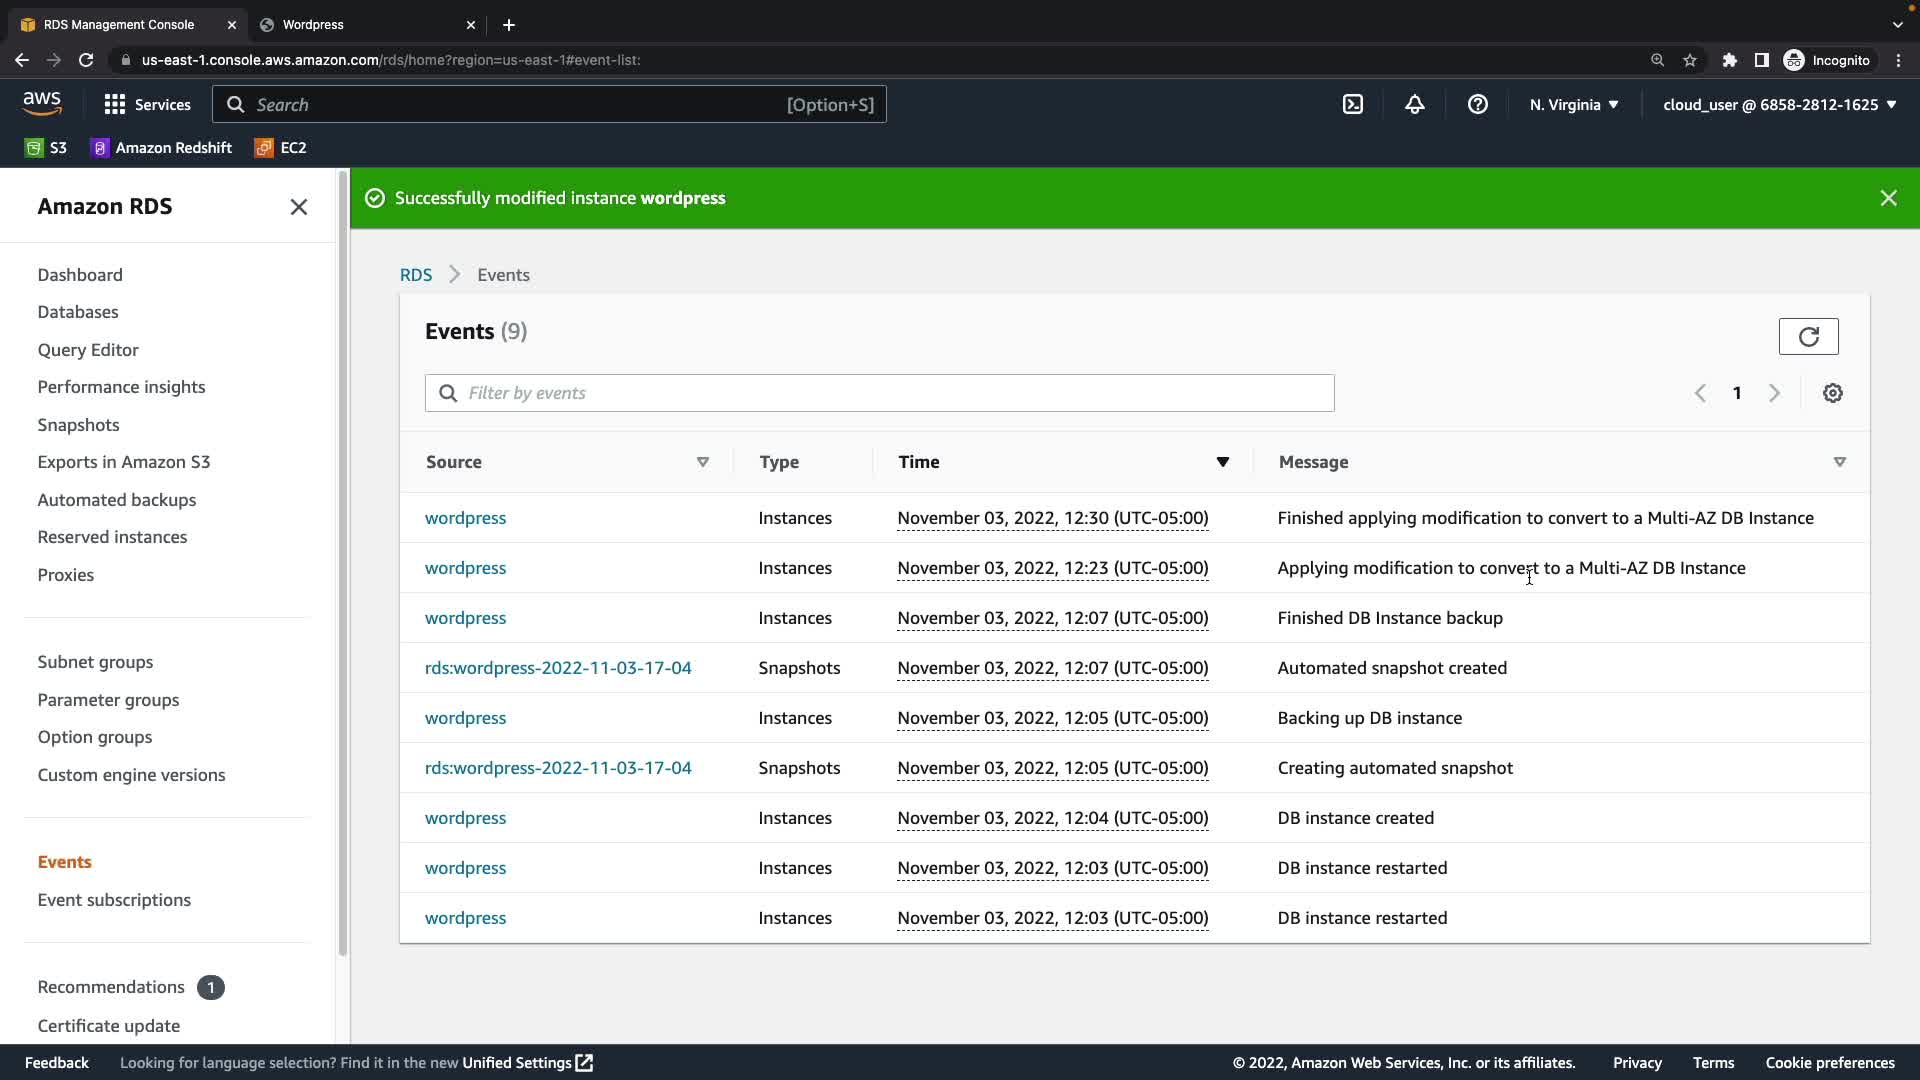 RDS Management Console
Wordpress
us-east-1.console.aws.amazon.com/rds/home?region=us-east-1#event-list:
Incognito
aws
Services
Search
[Option+S]
N. Virginia
cloud_user @ 6858-2812-1625
S3
Amazon Redshift
EC2
Amazon RDS
Dashboard
Databases
Query Editor
Performance insights
Snapshots
Exports in Amazon S3
Automated backups
Reserved instances
Proxies
Subnet groups
Parameter groups
Option groups
Custom engine versions
Events
Event subscriptions
Recommendations 1
Certificate update
Successfully modified instance wordpress
RDS > Events
Events (9)
Filter by events
1
Source Type Time Message
wordpress Instances November 03, 2022, 12:30 (UTC-05:00) Finished applying modification to convert to a Multi-AZ DB Instance
wordpress Instances November 03, 2022, 12:23 (UTC-05:00) Applying modification to convert to a Multi-AZ DB Instance
wordpress Instances November 03, 2022, 12:07 (UTC-05:00) Finished DB Instance backup
rds:wordpress-2022-11-03-17-04 Snapshots November 03, 2022, 12:07 (UTC-05:00) Automated snapshot created
wordpress Instances November 03, 2022, 12:05 (UTC-05:00) Backing up DB instance
rds:wordpress-2022-11-03-17-04 Snapshots November 03, 2022, 12:05 (UTC-05:00) Creating automated snapshot
wordpress Instances November 03, 2022, 12:04 (UTC-05:00) DB instance created
wordpress Instances November 03, 2022, 12:03 (UTC-05:00) DB instance restarted
wordpress Instances November 03, 2022, 12:03 (UTC-05:00) DB instance restarted
Feedback
Looking for language selection? Find it in the new Unified Settings
© 2022, Amazon Web Services, Inc. or its affiliates.
Privacy
Terms
Cookie preferences